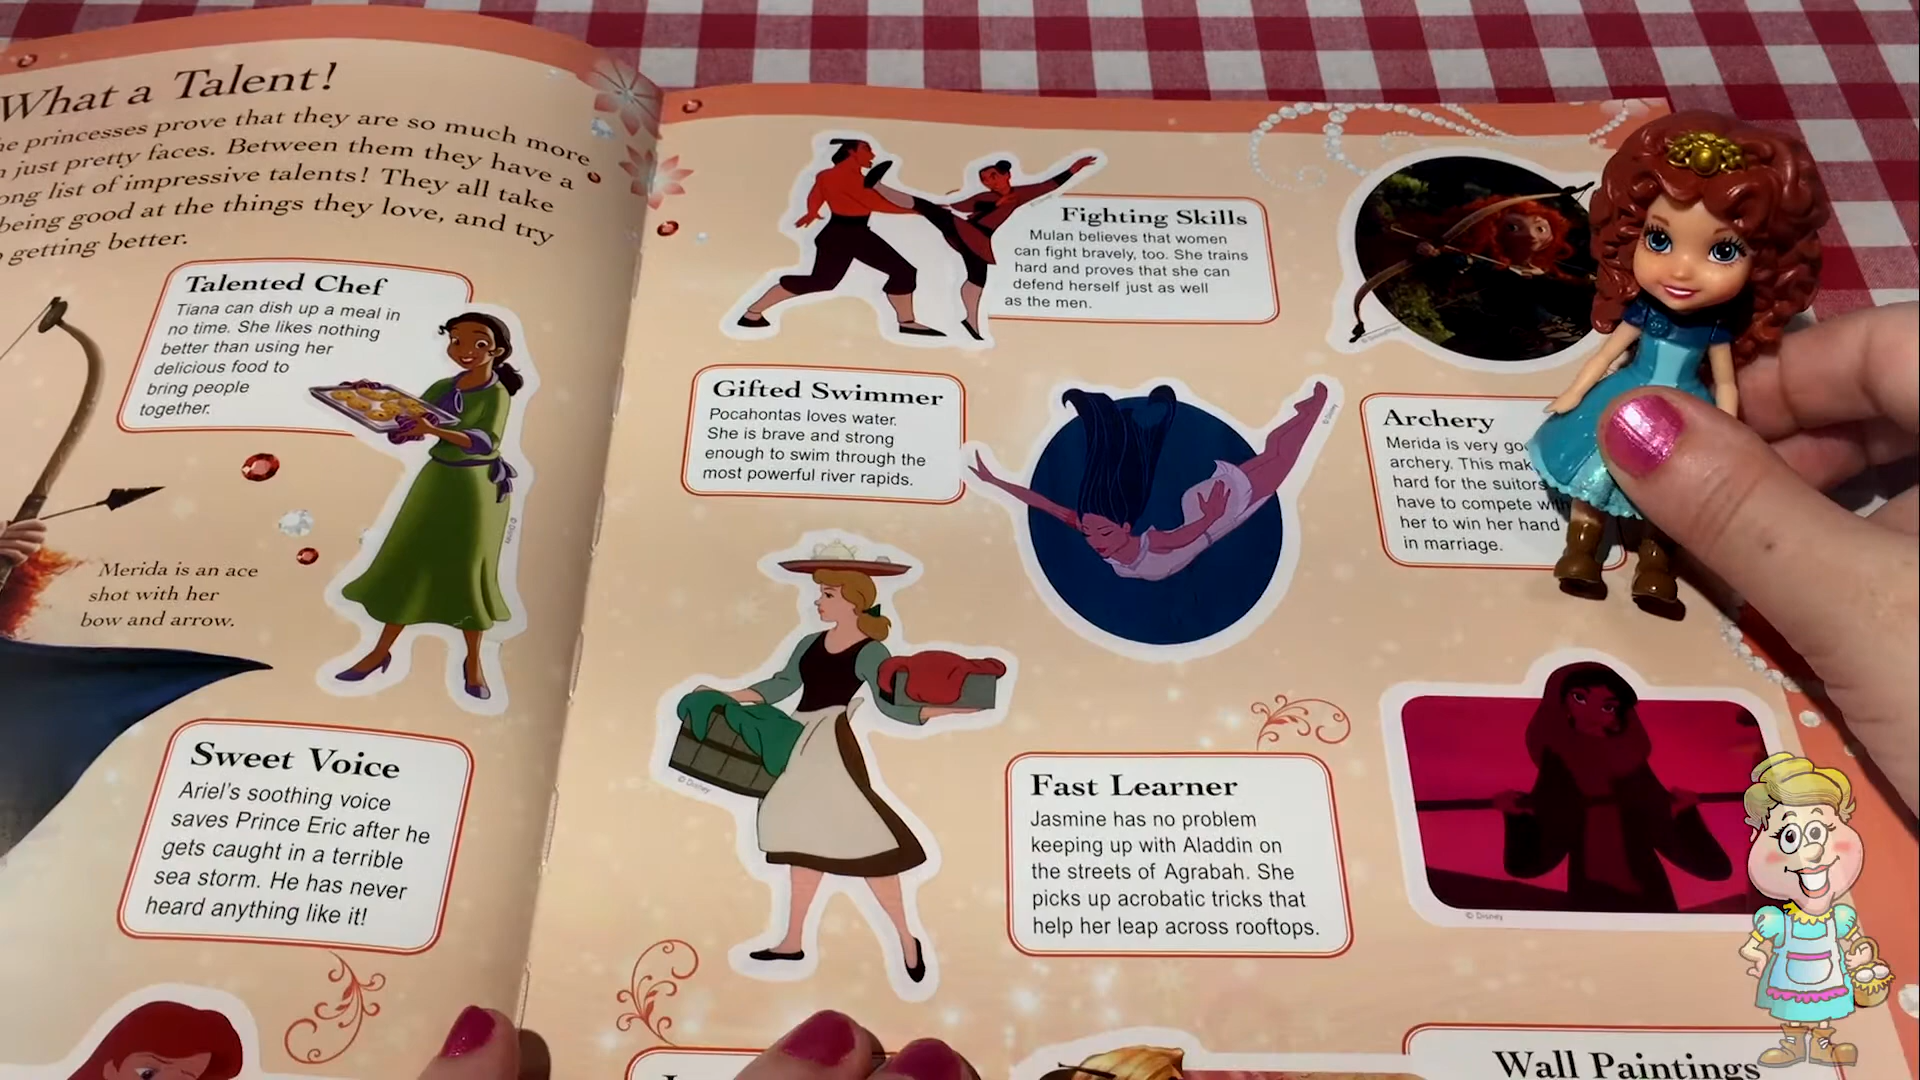 What a Talent!
princesses prove that they are so much more
just pretty faces. Between them they have a
list of impressive talents! They all take
being good at the things they love, and try
getting better.
Talented Chef
Tiana can dish up a meal in
no time. She likes nothing
better than using her
delicious food to
bring people
together.
Merida is an ace
shot with her
bow and arrow.
Sweet Voice
Ariel's soothing voice
saves Prince Eric after he
gets caught in a terrible
sea storm. He has never
heard anything like it!
Fighting Skills
Mulan believes that women
can fight bravely, too. She trains
hard and proves that she can
defend herself just as well
as the men.
Gifted Swimmer
Pocahontas loves water.
She is brave and strong
enough to swim through the
most powerful river rapids.
Archery
Merida is very
archery. This
hard for the suitors
have to compete with
her to win her hand
in marriage.
Fast Learner
Jasmine has no problem
keeping up with Aladdin on
the streets of Agrabah. She
picks up acrobatic tricks that
help her leap across rooftops.
© Disney
© Disney
© Disney
© Disney
Wall Paintings